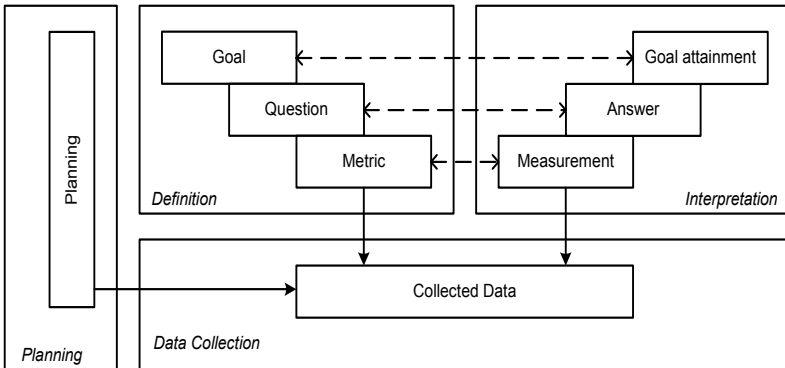 Planning
Planning
Goal
Question
Metric
Definition
Goal attainment
Answer
Measurement
Interpretation
Collected Data
Data Collection